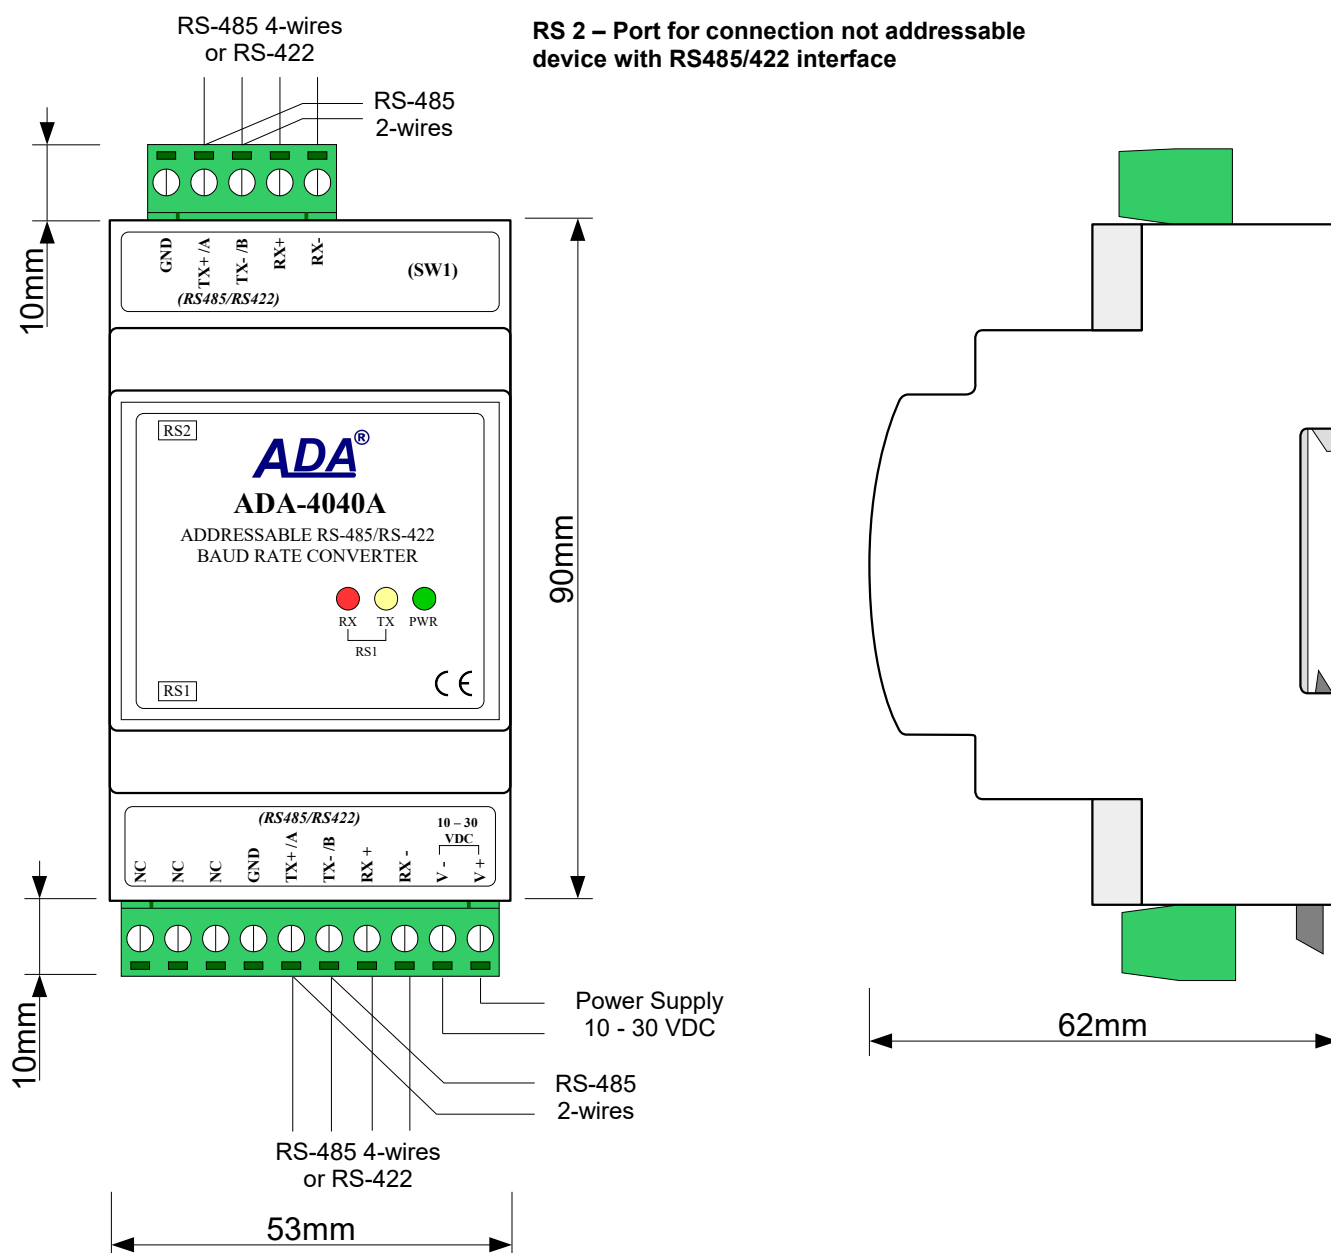 RS-485 4-wires
or RS-422
RS 2 – Port for connection not addressable
device with RS485/422 interface
RS-485
2-wires
10mm
GND
TX+ /A
TX- /B
RX+
RX-
(SW1)
(RS485/RS422)
RS2
ADA®
ADA-4040A
ADDRESSABLE RS-485/RS-422
BAUD RATE CONVERTER
RX TX PWR
RS1
RS1
CE
90mm
(RS485/RS422)
10 – 30
VDC
NC
NC
NC
GND
TX+ /A
TX- /B
RX +
RX -
V -
V +
10mm
Power Supply
10 - 30 VDC
RS-485
2-wires
RS-485 4-wires
or RS-422
53mm
62mm